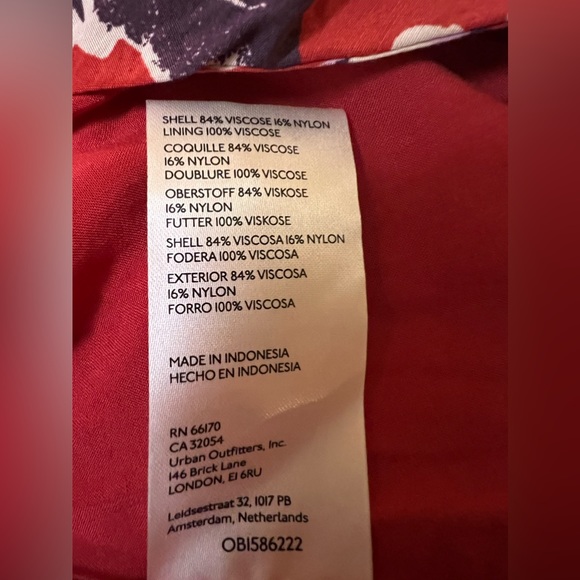 SHELL 84% VISCOSE 16% NYLON
LINING 100% VISCOSE
COQUILLE 84% VISCOSE
16% NYLON
DOUBLURE 100% VISCOSE
OBERSTOFF 84% VISKOSE
16% NYLON
FUTTER 100% VISKOSE
SHELL 84% VISCOSA 16% NYLON
FODERA 100% VISCOSA
EXTERIOR 84% VISCOSA
16% NYLON
FORRO 100% VISCOSA
MADE IN INDONESIA
HECHO EN INDONESIA
RN 66170
CA 32054
Urban Outfitters, Inc.
146 Brick Lane
LONDON, E1 6RU
Leidsestraat 32, 1017 PB
Amsterdam, Netherlands
OB1586222